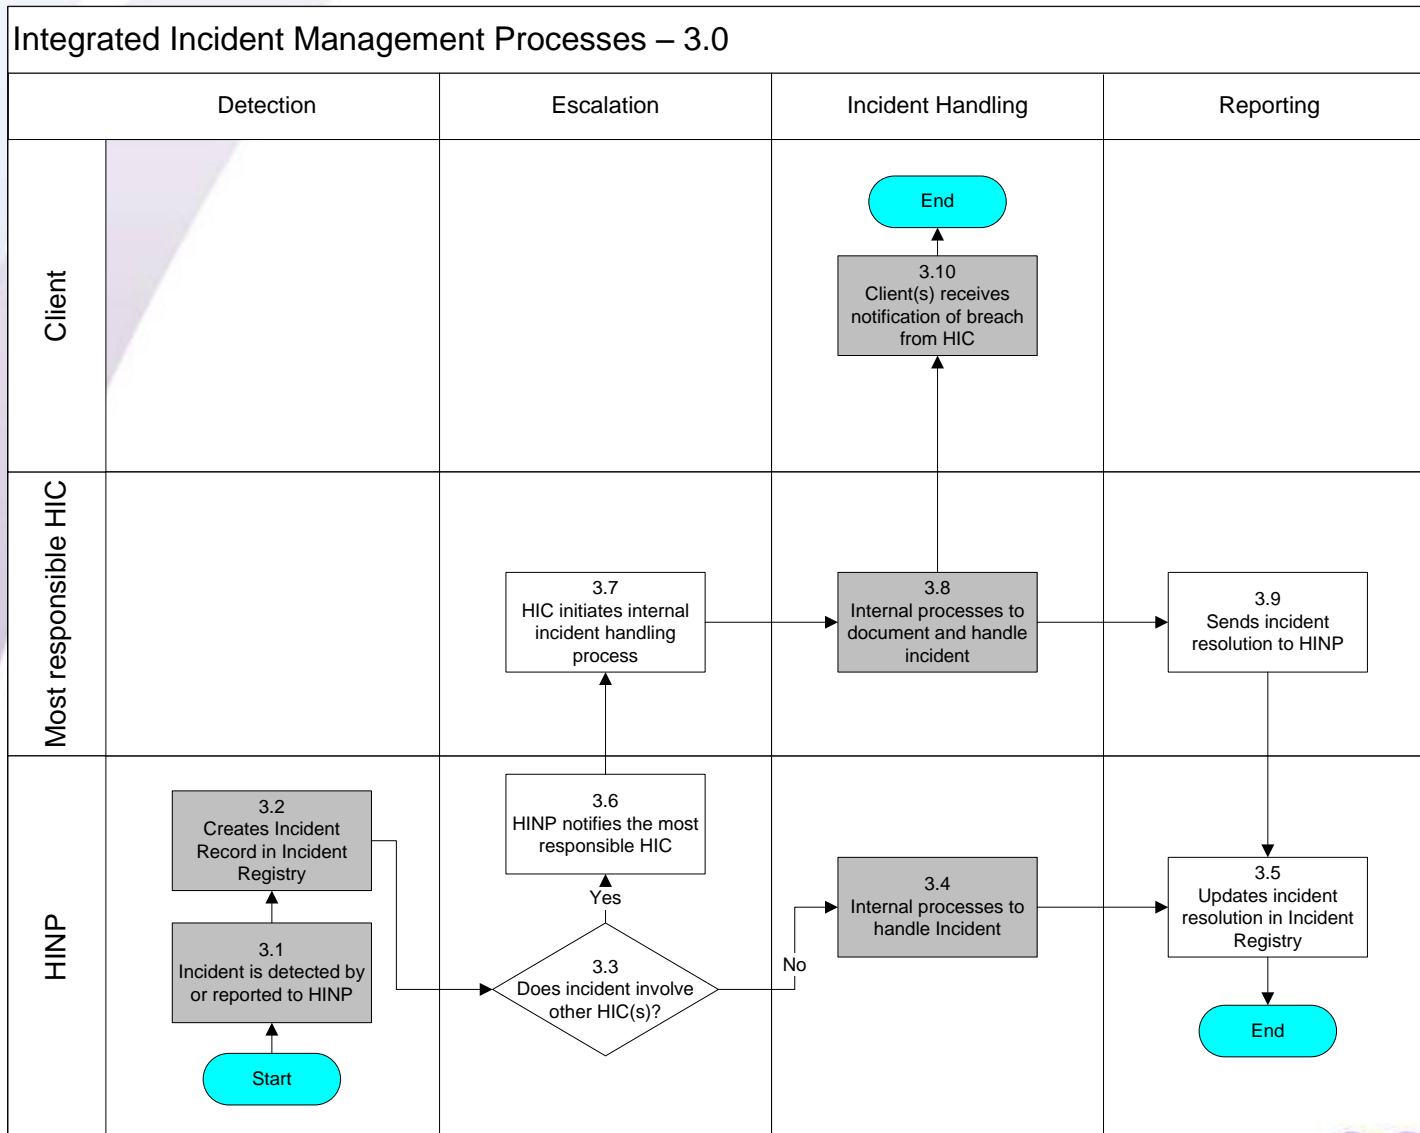 Integrated Incident Management Processes – 3.0
Detection
Escalation
Incident Handling
Reporting
Client
End
3.10
Client(s) receives
notification of breach
from HIC
Most responsible HIC
3.7
HIC initiates internal
incident handling
process
3.8
Internal processes to
document and handle
incident
3.9
Sends incident
resolution to HINP
HINP
3.2
Creates Incident
Record in Incident
Registry
3.1
Incident is detected by
or reported to HINP
Start
3.6
HINP notifies the most
responsible HIC
Yes
3.3
Does incident involve
other HIC(s)?
No
3.4
Internal processes to
handle Incident
3.5
Updates incident
resolution in Incident
Registry
End